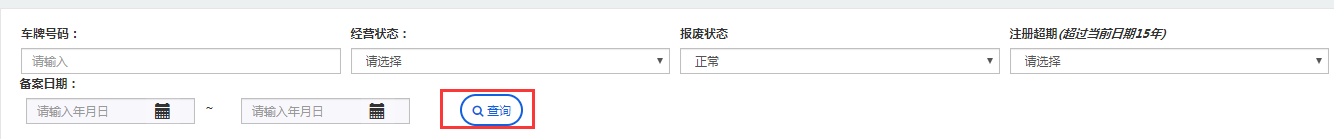 车牌号码： 经营状态： 报废状态 注册超期(超过当前日期15年)
请输入 请选择 正常 请选择
备案日期：
请输入年月日 ~ 请输入年月日 查询